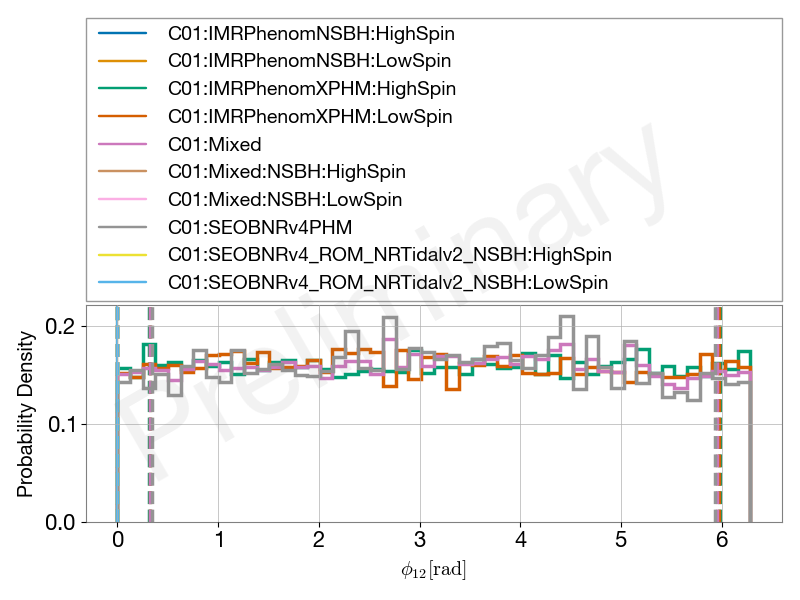 C01:IMRPhenomNSBH:HighSpin
C01:IMRPhenomNSBH:LowSpin
C01:IMRPhenomXPHM:HighSpin
C01:IMRPhenomXPHM:LowSpin
C01:Mixed
C01:Mixed:NSBH:HighSpin
C01:Mixed:NSBH:LowSpin
C01:SEOBNRv4PHM
C01:SEOBNRv4_ROM_NRTidalv2_NSBH:HighSpin
C01:SEOBNRv4_ROM_NRTidalv2_NSBH:LowSpin
Preliminary
Probability Density
0.2
0.1
0.0
0 1 2 3 4 5 6
ϕ₁₂[rad]